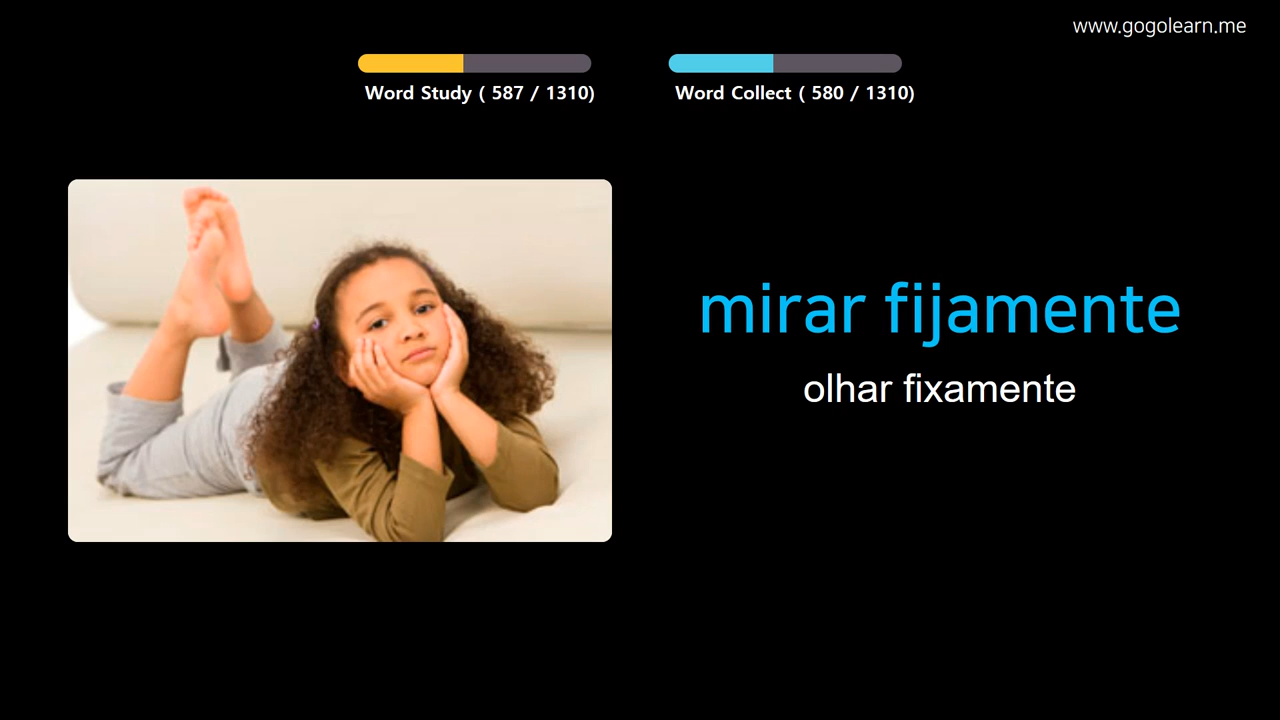 www.gogolearn.me
Word Study ( 587 / 1310)
Word Collect ( 580 / 1310)
mirar fijamente
olhar fixamente